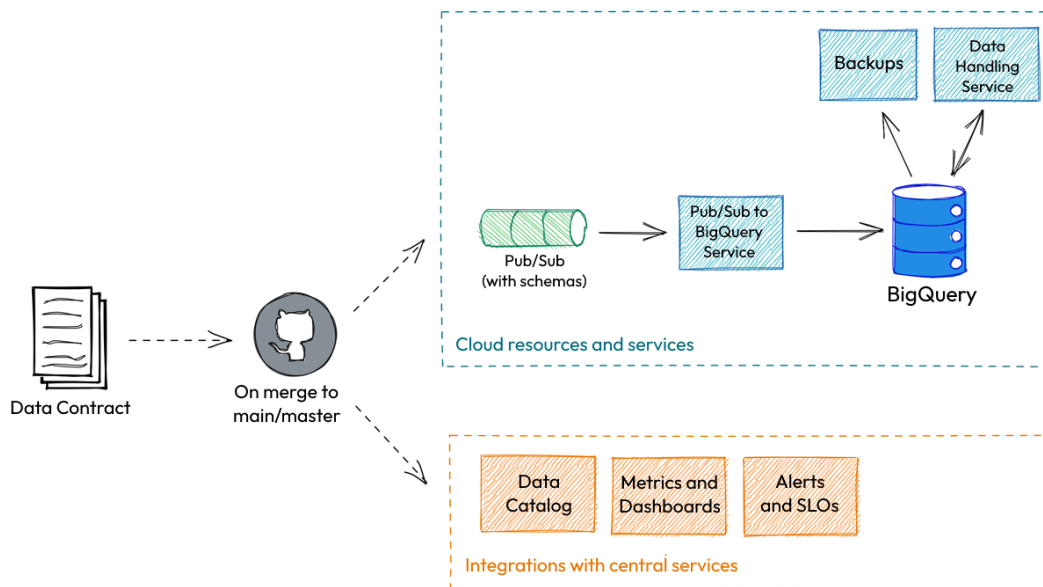 Backups
Data
Handling
Service
Pub/Sub to
BigQuery
Service
Pub/Sub
(with schemas)
BigQuery
Cloud resources and services
Data Contract
On merge to
main/master
Data
Catalog
Metrics and
Dashboards
Alerts
and SLOs
Integrations with central services